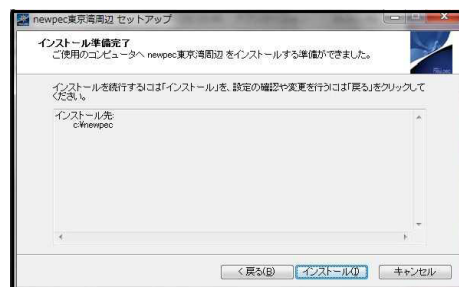 newpec東京湾周辺 セットアップ
インストール準備完了
ご使用のコンピュータへ newpec東京湾周辺 をインストールする準備ができました。
インストールを続行するには「インストール」を、設定の確認や変更を行うには「戻る」をクリックして
ください。
インストール先:
c:¥newpec
< 戻る(B)
インストール(I)
キャンセル